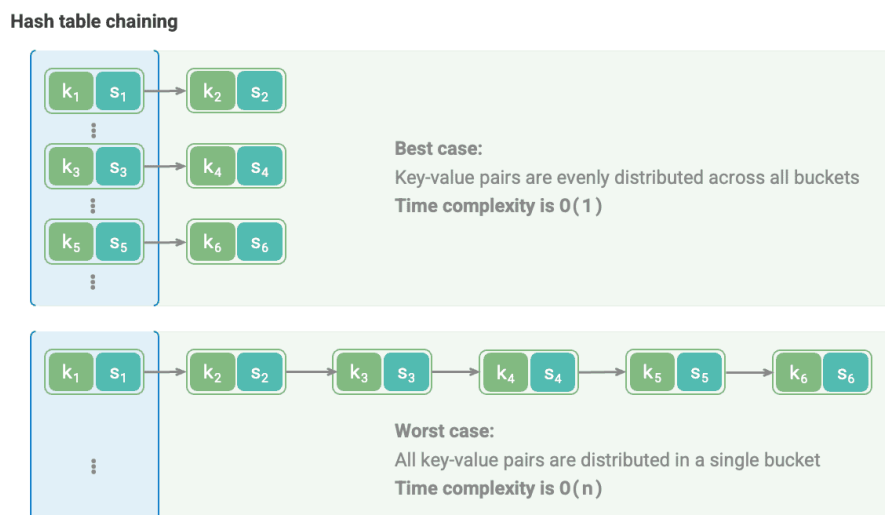 Hash table chaining
k₁ s₁ k₂ s₂
k₃ s₃ k₄ s₄
Best case:
Key-value pairs are evenly distributed across all buckets
Time complexity is O(1)
k₅ s₅ k₆ s₆
k₁ s₁ k₂ s₂ k₃ s₃ k₄ s₄ k₅ s₅ k₆ s₆
Worst case:
All key-value pairs are distributed in a single bucket
Time complexity is O(n)